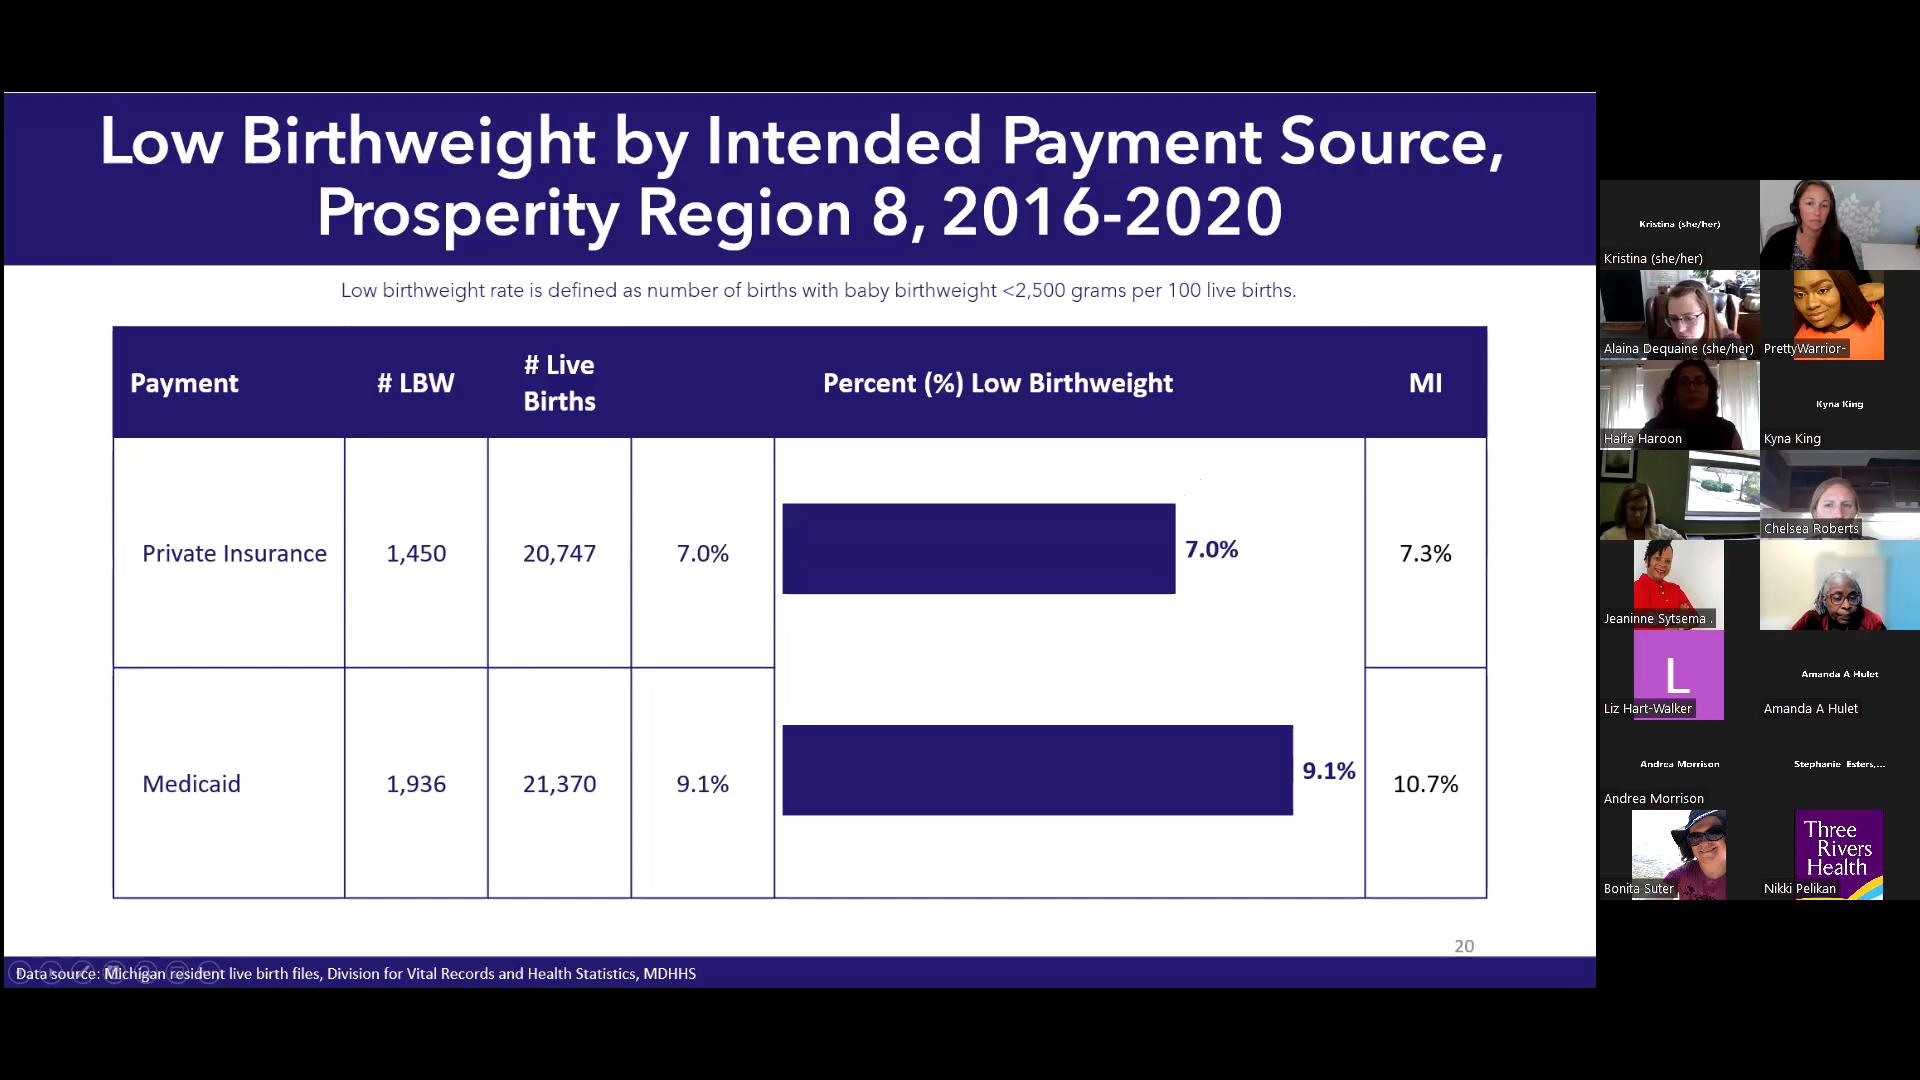 Low Birthweight by Intended Payment Source,
Prosperity Region 8, 2016-2020
Low birthweight rate is defined as number of births with baby birthweight <2,500 grams per 100 live births.
Payment
# LBW
# Live
Births
Percent (%) Low Birthweight
MI
Private Insurance
1,450
20,747
7.0%
7.0%
7.3%
Medicaid
1,936
21,370
9.1%
9.1%
10.7%
20
Data source: Michigan resident live birth files, Division for Vital Records and Health Statistics, MDHHS
Kristina (she/her)
Kristina (she/her)
Alaina Dequaine (she/her)
PrettyWarrior-
Haifa Haroon
Kyna King
Kyna King
Chelsea Roberts
Jeaninne Sytsema .
L
Liz Hart-Walker
Amanda A Hulet
Amanda A Hulet
Andrea Morrison
Andrea Morrison
Stephanie Esters,...
Bonita Suter
Three
Rivers
Health
Nikki Pelikan